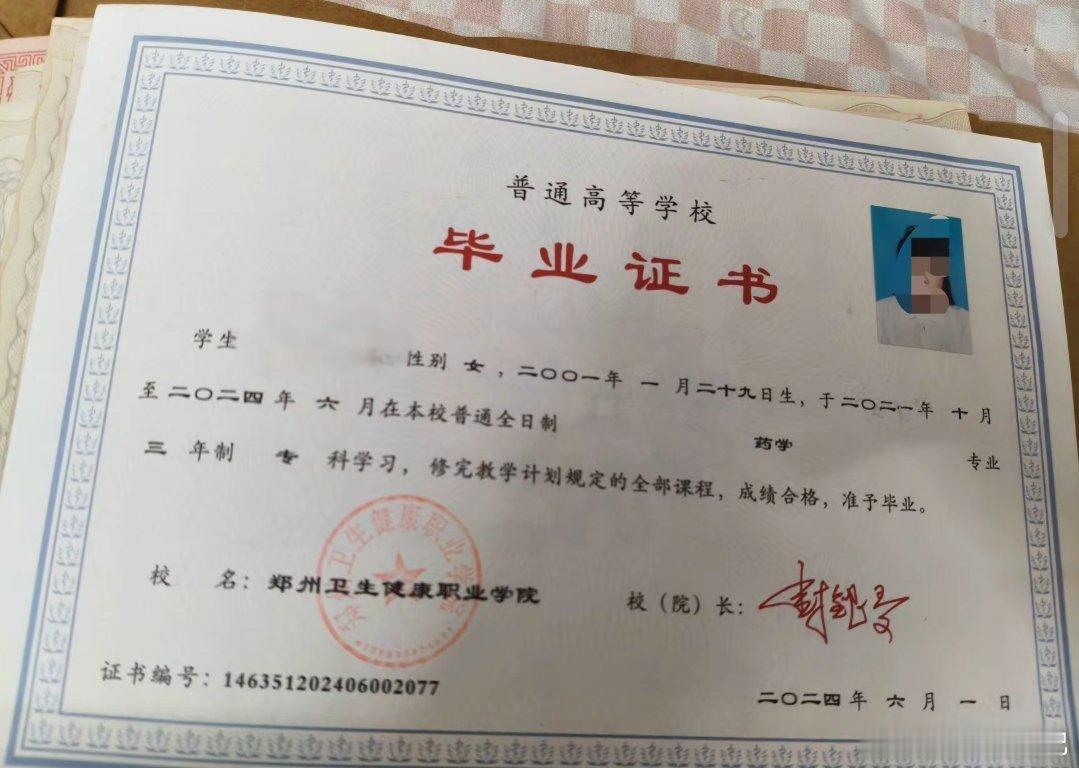 普通高等学校
毕业证书
学生 性别 女，二〇〇一年 一 月二十九日生，于二〇二一年 十月
至二〇二四年 六 月在本校普通全日制 药学 专业
三 年制 专 科学习，修完教学计划规定的全部课程，成绩合格，准予毕业。
校 名：郑州卫生健康职业学院 校（院）长：
证书编号：146351202406002077
二〇二四年 六 月 一 日